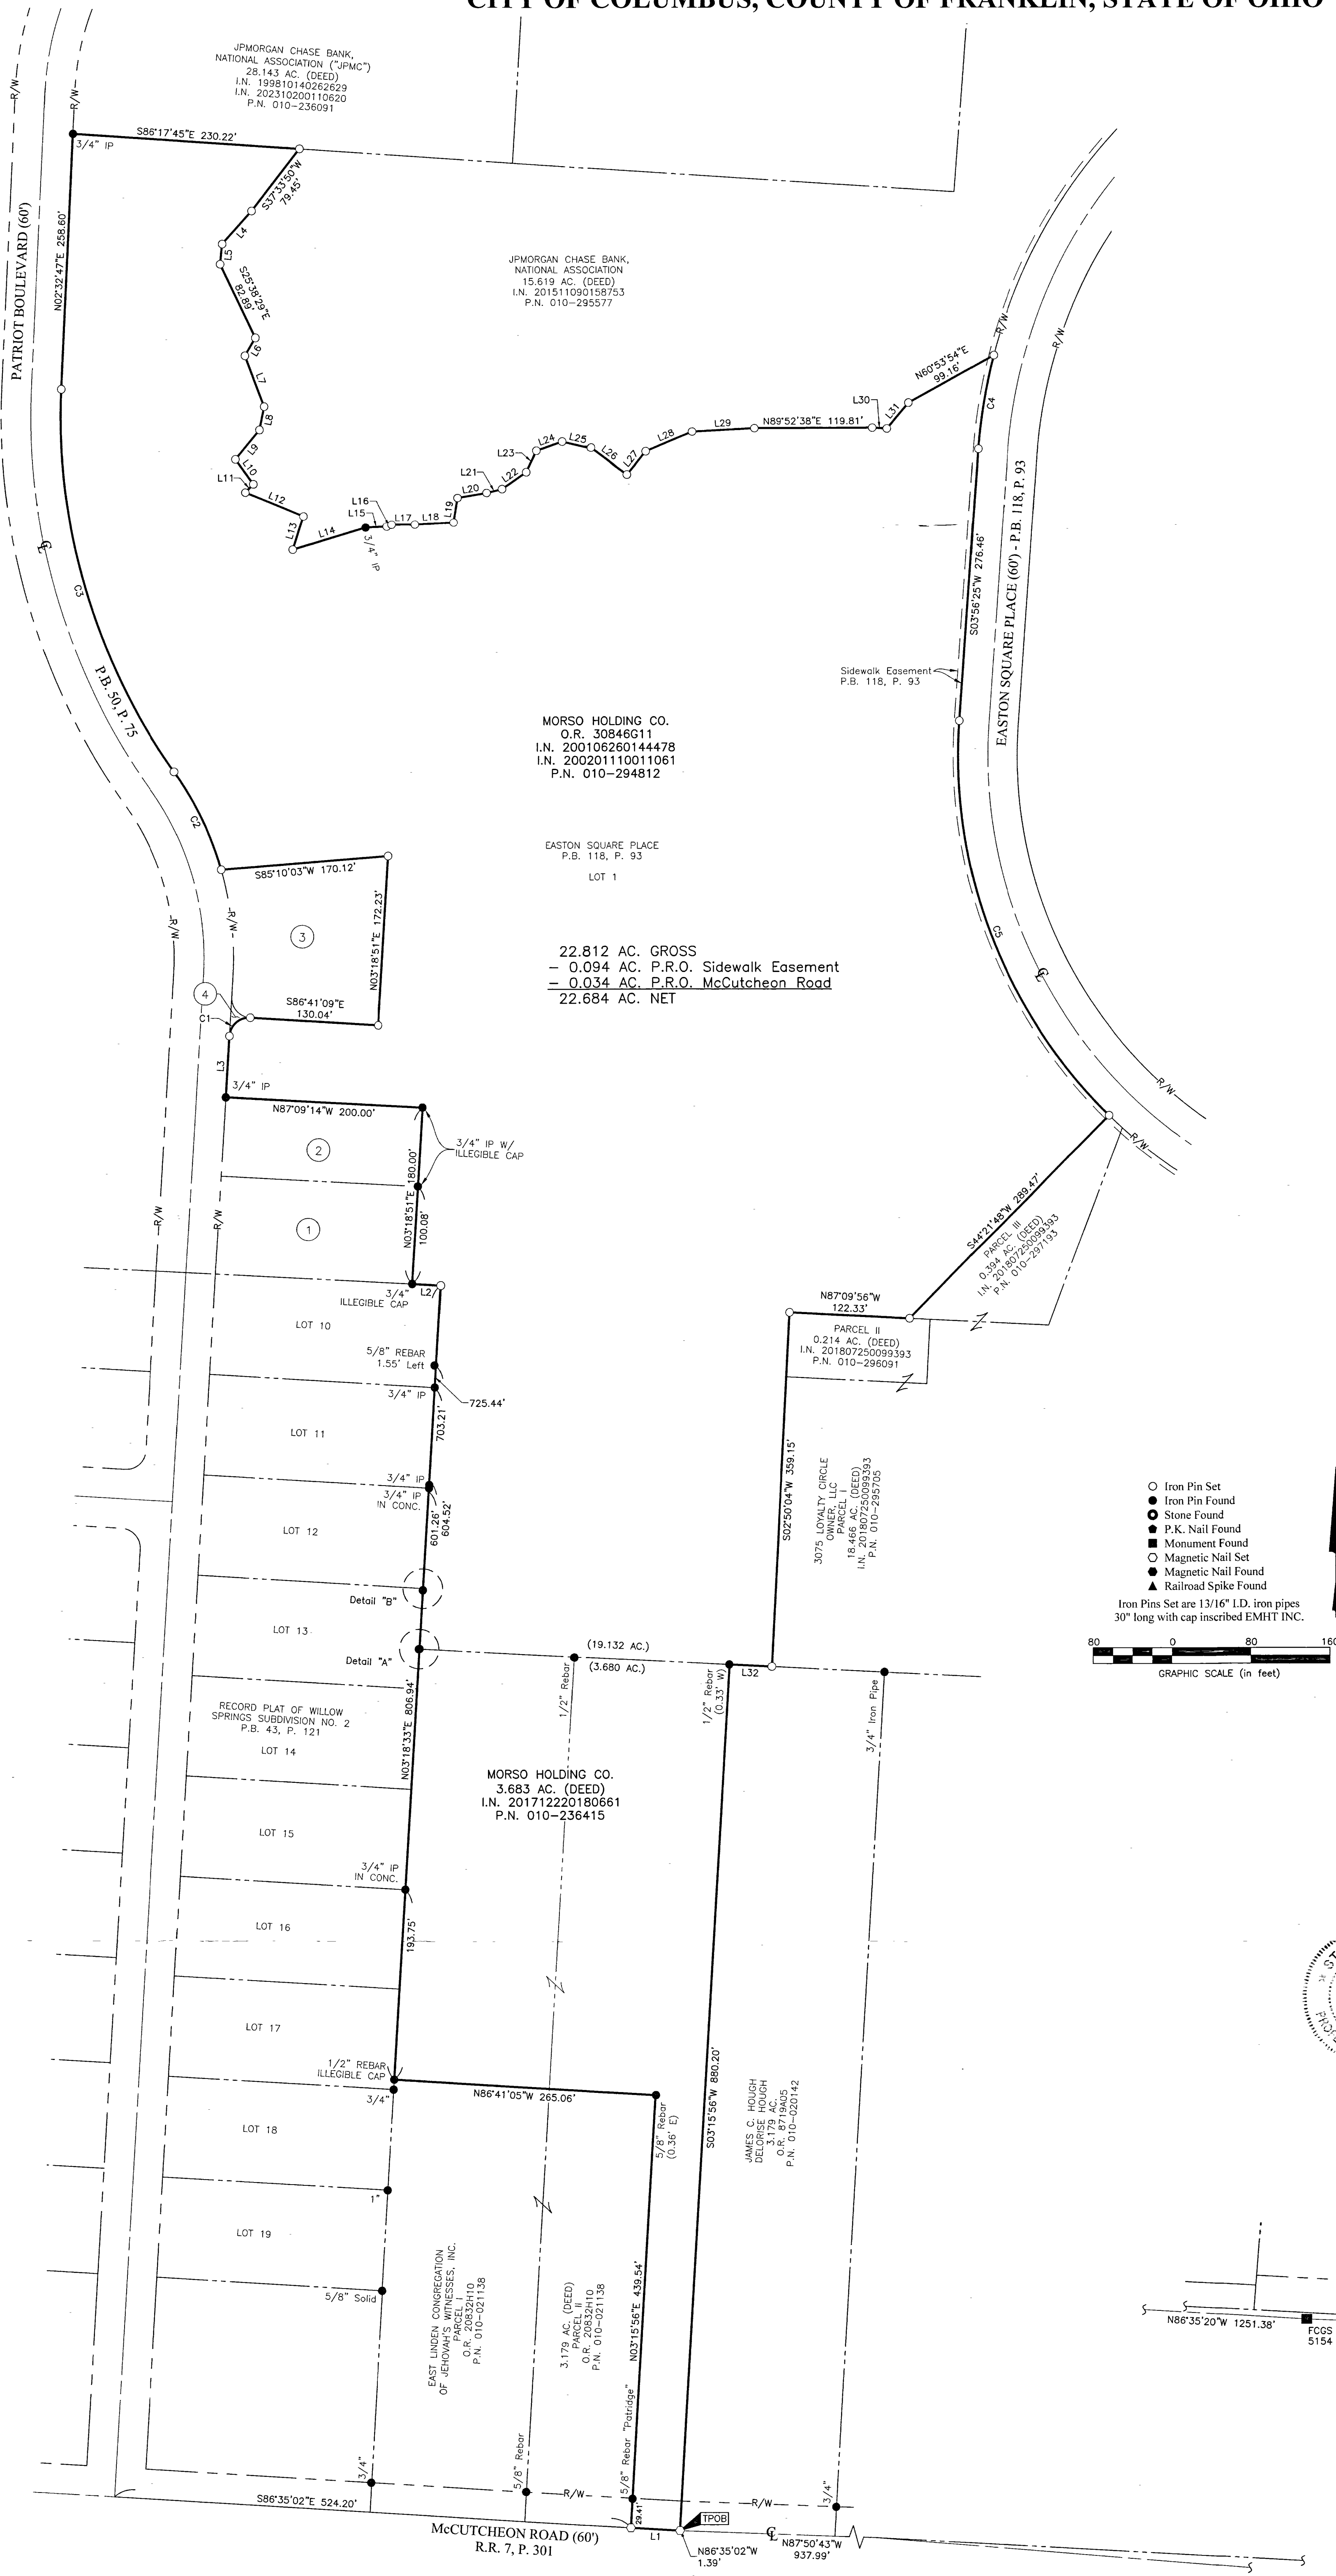 CITY OF COLUMBUS, COUNTY OF FRANKLIN, STATE OF OHIO
JPMORGAN CHASE BANK,
NATIONAL ASSOCIATION ("JPMC")
28.143 AC. (DEED)
I.N. 199810140262629
I.N. 202310200110620
P.N. 010-236091
R/W
R/W
S86°17'45"E 230.22'
3/4" IP
S37°33'50"W
79.45'
N02°32'47"E 258.60'
PATRIOT BOULEVARD (60')
L4
L5
S25°38'29"E
82.89'
L6
L7
L8
L9
L10
L11
L12
L13
L14
L15
L16
3/4" IP
L17
L18
L19
L20
L21
L22
L23
L24
L25
L26
L27
L28
L29
N89°52'38"E 119.81'
L30
L31
N60°53'54"E
99.16'
JPMORGAN CHASE BANK,
NATIONAL ASSOCIATION
15.619 AC. (DEED)
I.N. 201511090158753
P.N. 010-295577
R/W
R/W
C4
S03°56'25"W 276.46'
EASTON SQUARE PLACE (60') - P.B. 118, P. 93
Sidewalk Easement
P.B. 118, P. 93
C5
℄
R/W
R/W
℄
C3
P.B. 50, P. 75
C2
MORSO HOLDING CO.
O.R. 30846G11
I.N. 200106260144478
I.N. 200201110011061
P.N. 010-294812
EASTON SQUARE PLACE
P.B. 118, P. 93
LOT 1
22.812 AC. GROSS
- 0.094 AC. P.R.O. Sidewalk Easement
- 0.034 AC. P.R.O. McCutcheon Road
22.684 AC. NET
S85°10'03"W 170.12'
R/W
R/W
3
N03°18'51"E 172.23'
4
C1
S86°41'09"E
130.04'
L3
3/4" IP
N87°09'14"W 200.00'
3/4" IP W/
ILLEGIBLE CAP
2
N03°18'51"E 180.00'
100.08'
1
R/W
R/W
3/4"
ILLEGIBLE CAP
L2
LOT 10
5/8" REBAR
1.55' Left
3/4" IP
725.44'
703.21'
LOT 11
3/4" IP
3/4" IP
IN CONC.
601.26'
604.52'
LOT 12
Detail "B"
LOT 13
Detail "A"
S44°21'48"W 289.47'
PARCEL III
0.394 AC. (DEED)
I.N. 201807250099393
P.N. 010-297193
N87°09'56"W
122.33'
PARCEL II
0.214 AC. (DEED)
I.N. 201807250099393
P.N. 010-296091
S02°50'04"W 359.15'
3075 LOYALTY CIRCLE
OWNER, LLC
PARCEL I
18.466 AC. (DEED)
I.N. 201807250099393
P.N. 010-295705
Iron Pin Set
Iron Pin Found
Stone Found
P.K. Nail Found
Monument Found
Magnetic Nail Set
Magnetic Nail Found
Railroad Spike Found
Iron Pins Set are 13/16" I.D. iron pipes
30" long with cap inscribed EMHT INC.
80 0 80 160
GRAPHIC SCALE (in feet)
(19.132 AC.)
(3.680 AC.)
1/2" Rebar
1/2" Rebar
(0.33' W)
L32
3/4" Iron Pipe
RECORD PLAT OF WILLOW
SPRINGS SUBDIVISION NO. 2
P.B. 43, P. 121
LOT 14
N03°18'33"E 806.94'
LOT 15
MORSO HOLDING CO.
3.683 AC. (DEED)
I.N. 201712220180661
P.N. 010-236415
3/4" IP
IN CONC.
LOT 16
193.75'
LOT 17
1/2" REBAR
ILLEGIBLE CAP
3/4"
N86°41'05"W 265.06'
5/8" Rebar
(0.36' E)
S03°15'56"W 880.20'
JAMES C. HOUGH
DELORISE HOUGH
3.179 AC.
O.R. 8719A05
P.N. 010-020142
LOT 18
1"
LOT 19
5/8" Solid
EAST LINDEN CONGREGATION
OF JEHOVAH'S WITNESSES, INC.
PARCEL I
O.R. 20832H10
P.N. 010-021138
3.179 AC. (DEED)
PARCEL II
O.R. 20832H10
P.N. 010-021138
N03°15'56"E 439.54'
N86°35'20"W 1251.38'
FCGS
5154
3/4"
5/8" Rebar
R/W
5/8" Rebar "Patridge"
R/W
3/4"
29.41'
S86°35'02"E 524.20'
McCUTCHEON ROAD (60')
R.R. 7, P. 301
L1
TPOB
N86°35'02"W
1.39'
℄
N87°50'43"W
937.99'